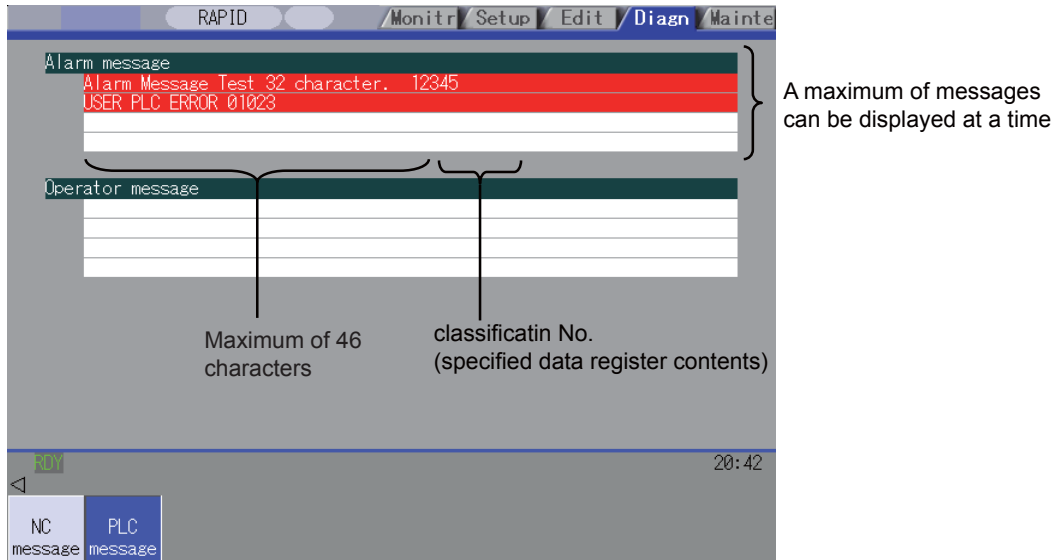 RAPID Monitr Setup Edit Diagn Mainte
Alarm message
Alarm Message Test 32 character. 12345
USER PLC ERROR 01023
A maximum of messages
can be displayed at a time
Operator message
Maximum of 46
characters
classificatin No.
(specified data register contents)
RDY 20:42
NC
message
PLC
message